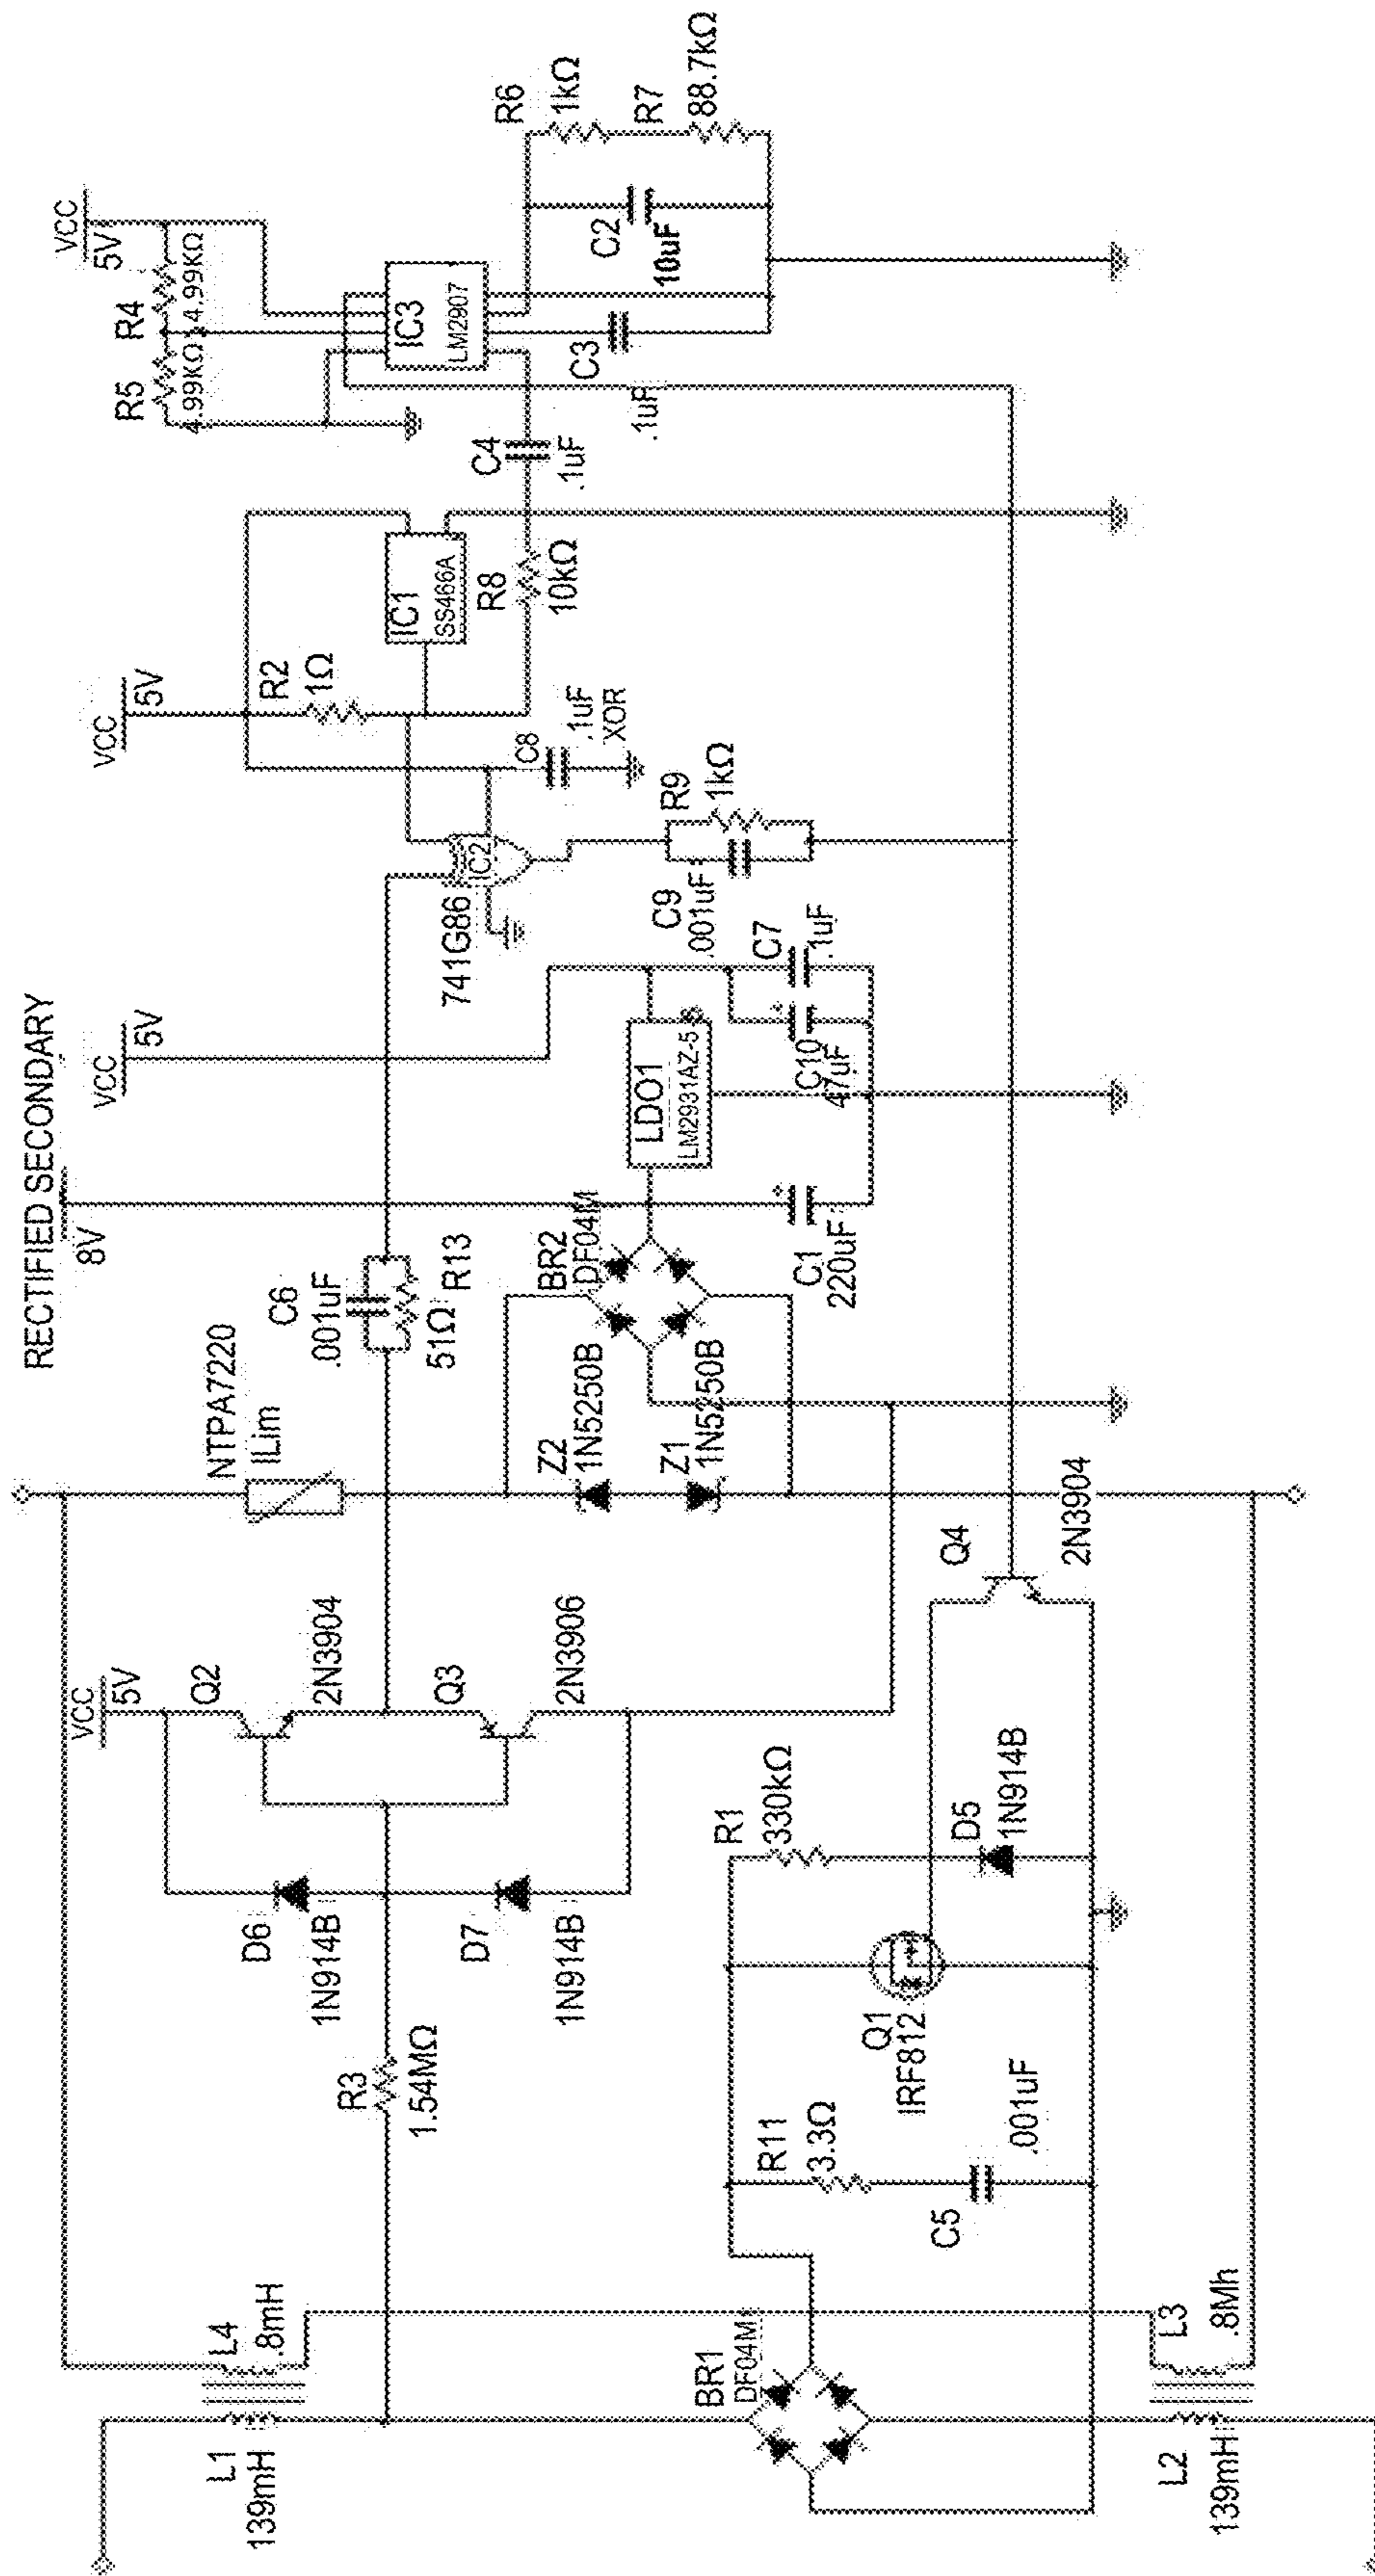 RECTIFIED SECONDARY
8V
VCC
5V
VCC
5V
VCC
5V
VCC
5V
L1
139mH
L4
.8mH
R3
1.54MΩ
D6
1N914B
D7
1N914B
Q2
2N3904
Q3
2N3906
NTPA7220
ILim
C6
.001uF
51Ω
R13
741G86
IC2
R2
1Ω
IC1
SS466A
R8
10kΩ
C4
.1uF
R5
4.99KΩ
R4
4.99KΩ
IC3
LM2907
R6
1kΩ
R7
88.7kΩ
C2
10uF
C3
.1uF
C8
.1uF
XOR
R9
1kΩ
C9
.001uF
C7
.1uF
C10
47uF
LDO1
LM2931AZ-5
C1
220uF
BR2
DF04M
Z2
1N5250B
Z1
1N5250B
Q4
2N3904
R1
330kΩ
D5
1N914B
Q1
IRF812
R11
3.3Ω
C5
.001uF
BR1
DF04M
L2
139mH
L3
.8Mh